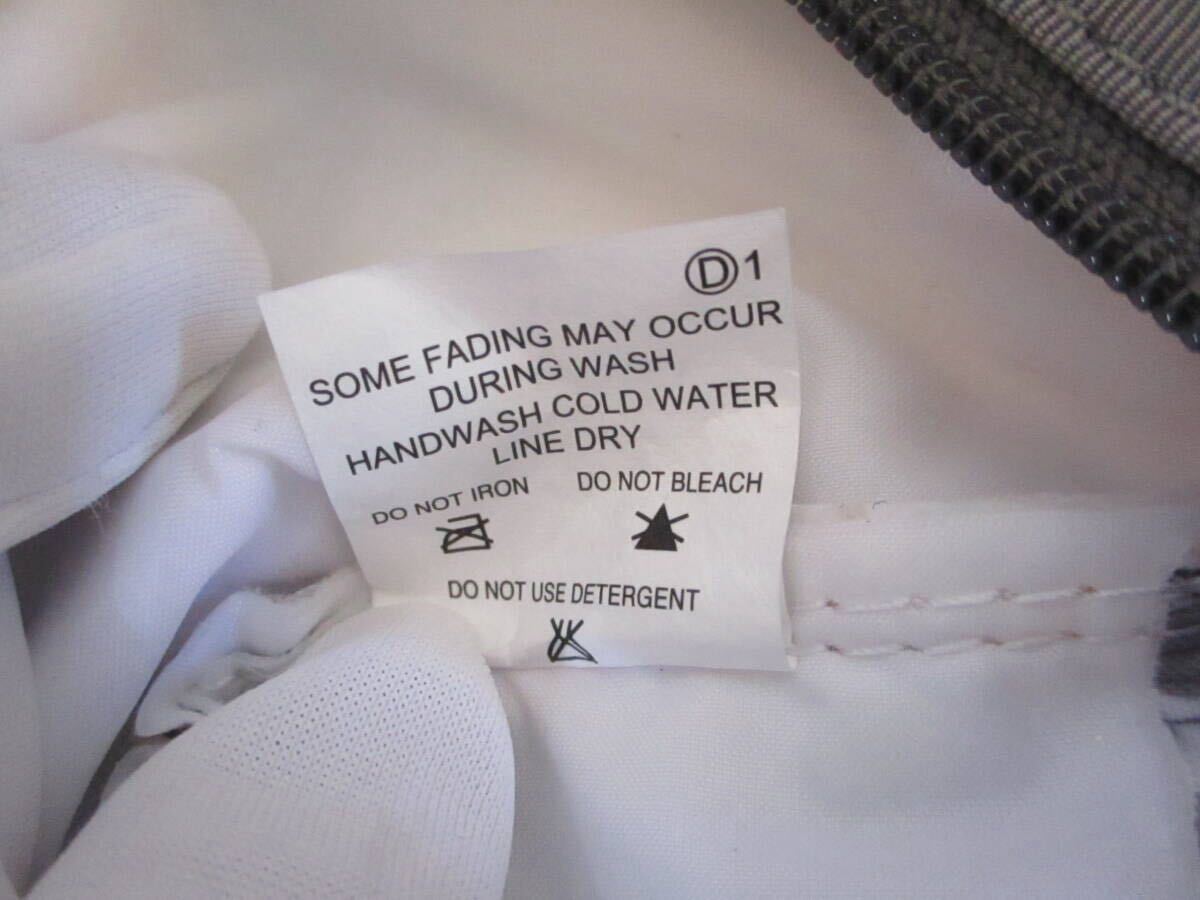 Ⓓ1
SOME FADING MAY OCCUR
DURING WASH
HANDWASH COLD WATER
LINE DRY
DO NOT IRON DO NOT BLEACH
DO NOT USE DETERGENT